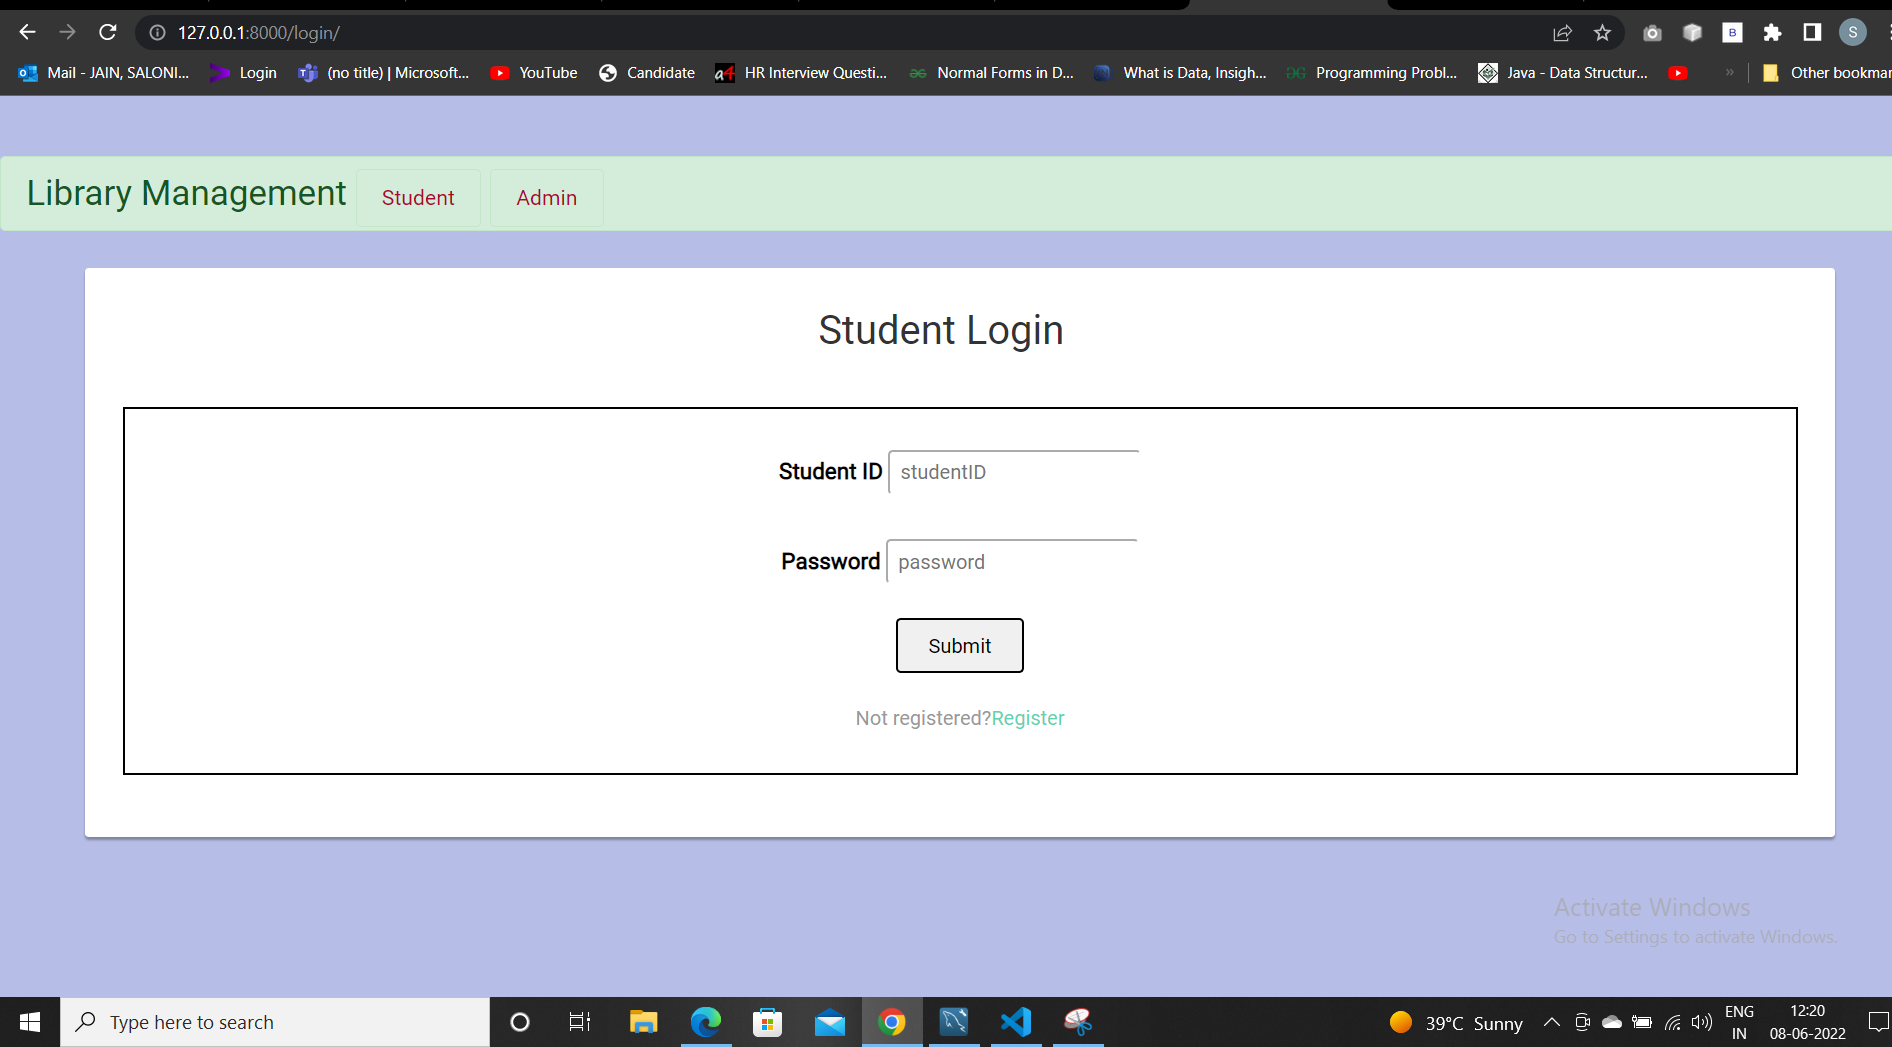 127.0.0.1:8000/login/
S
Mail - JAIN, SALONI... Login (no title) | Microsoft... YouTube Candidate a4 HR Interview Questi... Normal Forms in D... What is Data, Insigh... Programming Probl... Java - Data Structur... » Other bookmar
B
Library Management Student Admin
Student Login
Student ID studentID
Password password
Submit
Not registered?Register
Activate Windows
Go to Settings to activate Windows.
Type here to search
39°C Sunny
ENG
IN
12:20
08-06-2022